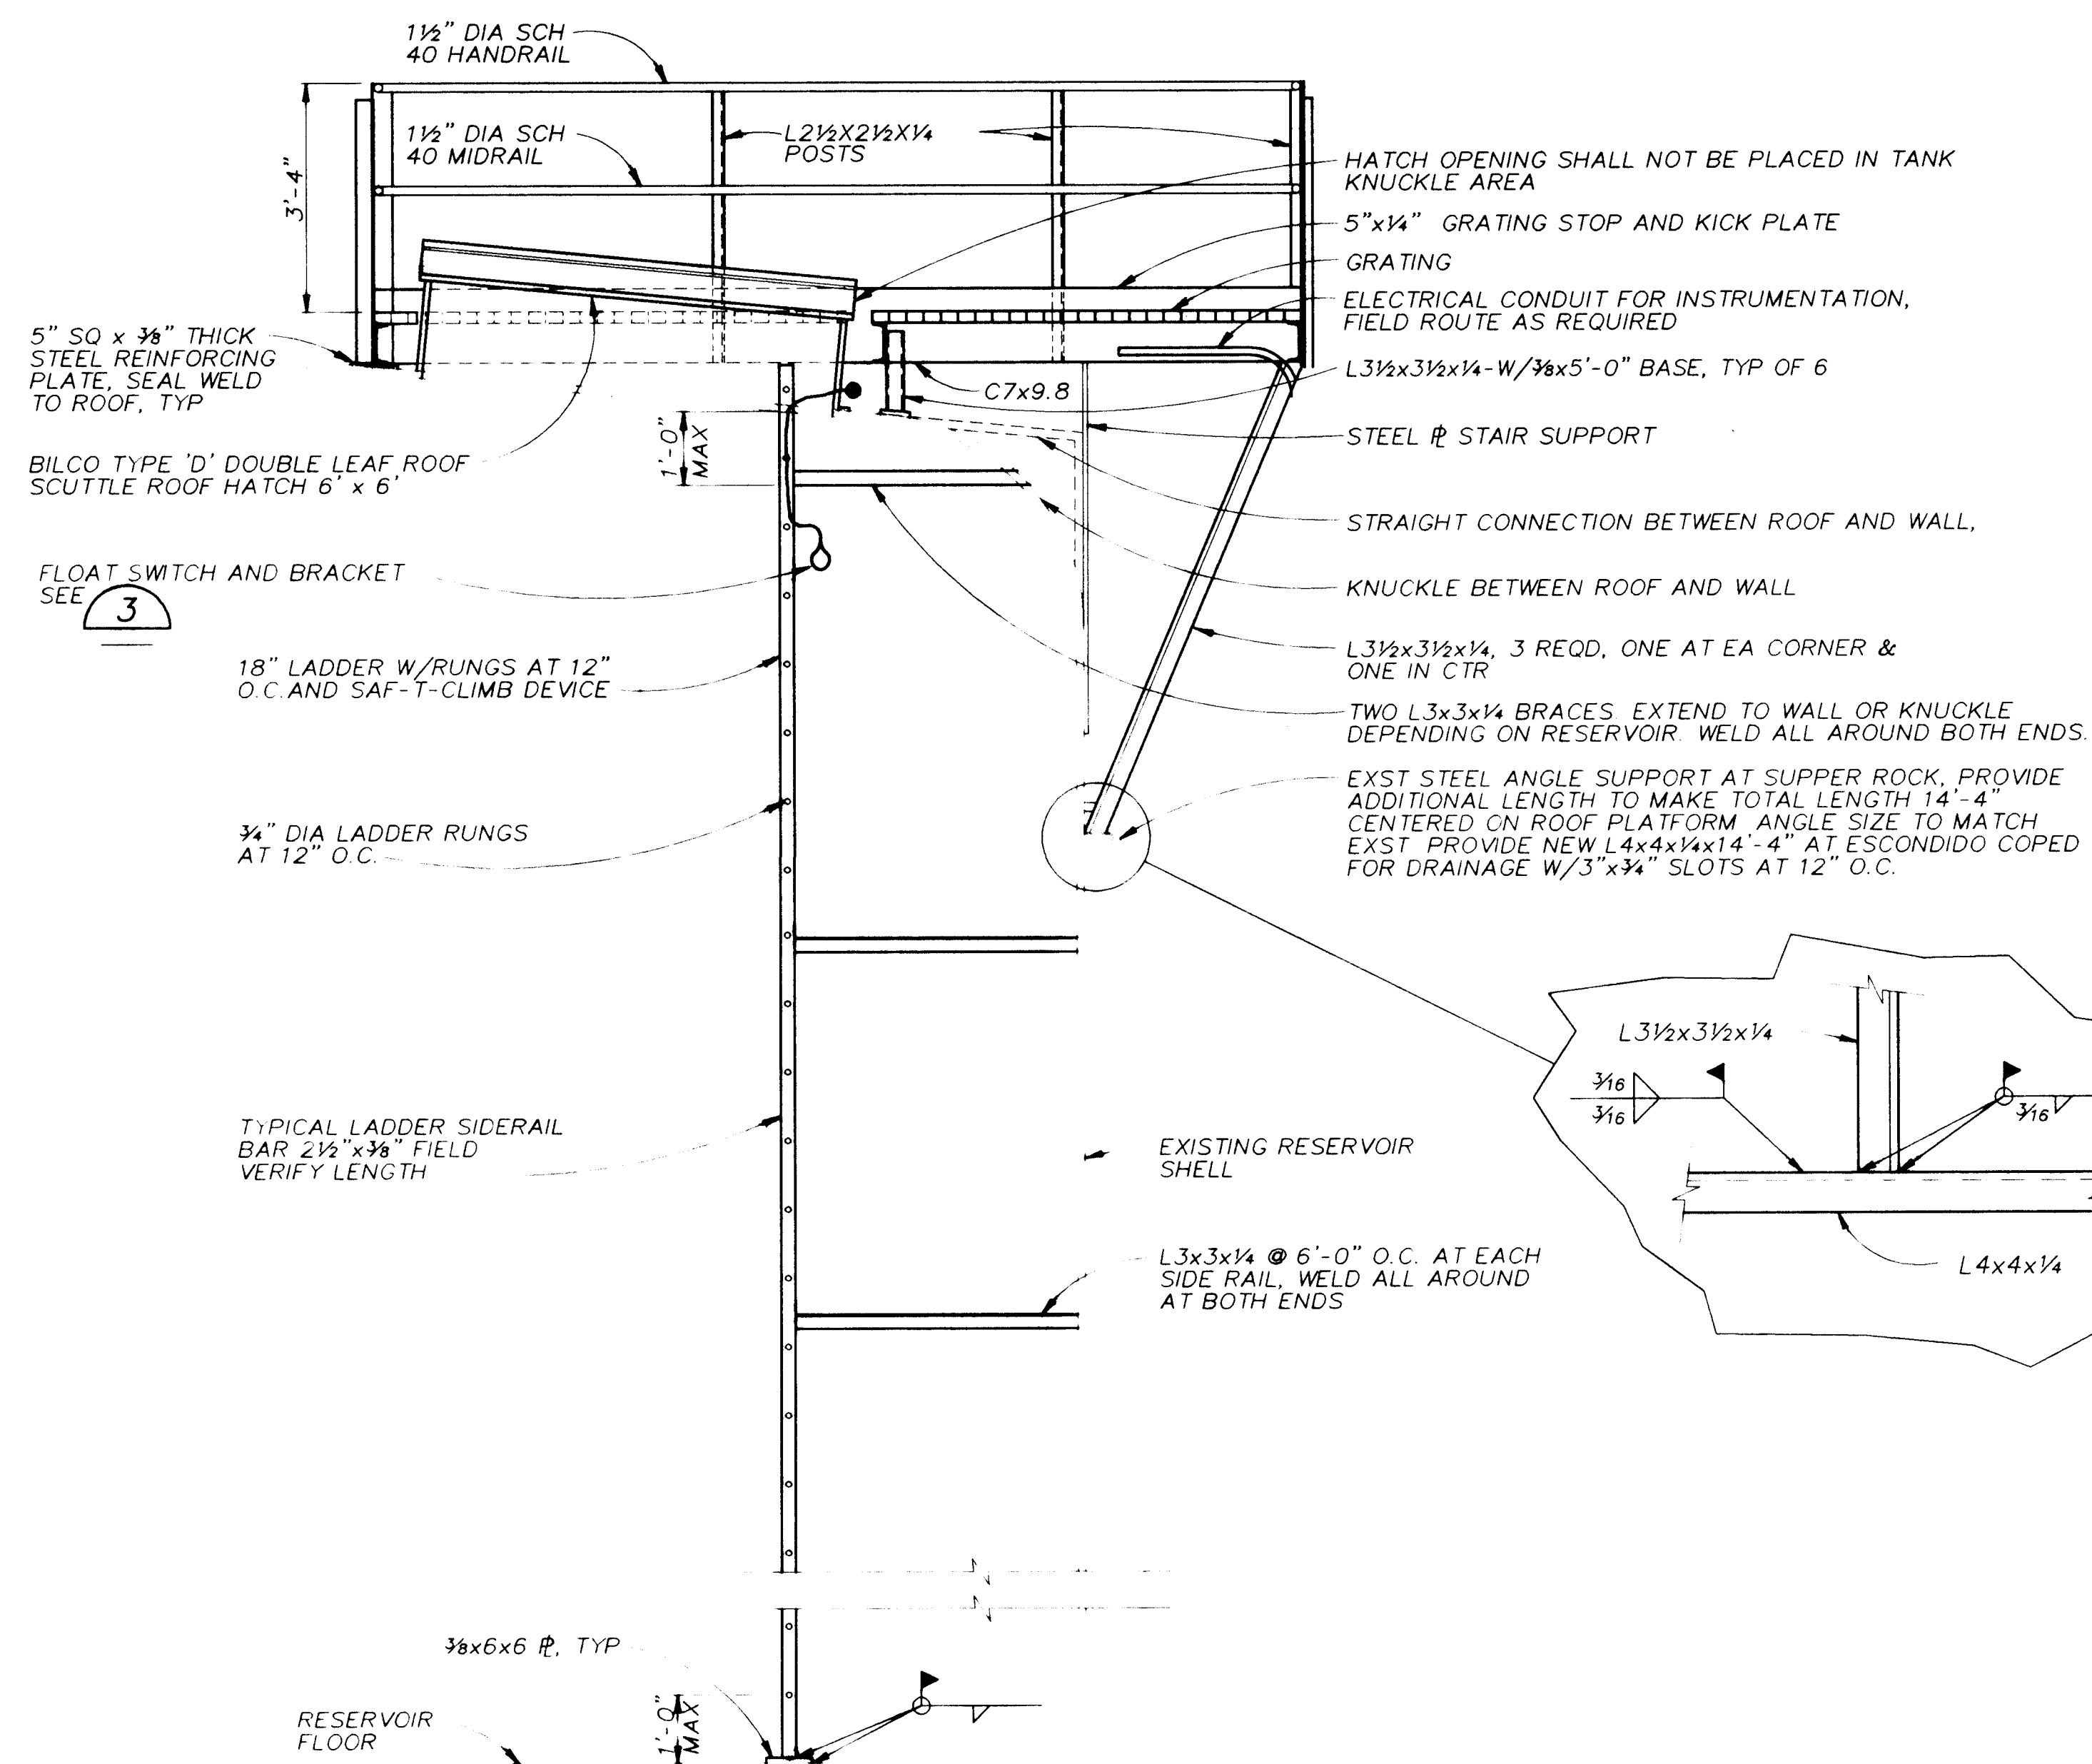 1½" DIA SCH
40 HANDRAIL
3'-4"
1½" DIA SCH
40 MIDRAIL
L2½X2½X¼
POSTS
HATCH OPENING SHALL NOT BE PLACED IN TANK
KNUCKLE AREA
5"x¼" GRATING STOP AND KICK PLATE
GRATING
ELECTRICAL CONDUIT FOR INSTRUMENTATION,
FIELD ROUTE AS REQUIRED
L3½x3½x¼-W/⅜x5'-0" BASE, TYP OF 6
5" SQ x ⅜" THICK
STEEL REINFORCING
PLATE, SEAL WELD
TO ROOF, TYP
C7x9.8
1'-0"
MAX
STEEL ℄ STAIR SUPPORT
BILCO TYPE 'D' DOUBLE LEAF ROOF
SCUTTLE ROOF HATCH 6' x 6'
STRAIGHT CONNECTION BETWEEN ROOF AND WALL,
FLOAT SWITCH AND BRACKET
SEE
3
KNUCKLE BETWEEN ROOF AND WALL
L3½x3½x¼, 3 REQD, ONE AT EA CORNER &
ONE IN CTR
18" LADDER W/RUNGS AT 12"
O.C. AND SAF-T-CLIMB DEVICE
TWO L3x3x¼ BRACES. EXTEND TO WALL OR KNUCKLE
DEPENDING ON RESERVOIR. WELD ALL AROUND BOTH ENDS.
EXST STEEL ANGLE SUPPORT AT SUPPER ROCK, PROVIDE
ADDITIONAL LENGTH TO MAKE TOTAL LENGTH 14'-4"
CENTERED ON ROOF PLATFORM ANGLE SIZE TO MATCH
EXST PROVIDE NEW L4x4x¼x14'-4" AT ESCONDIDO COPED
FOR DRAINAGE W/3"x¾" SLOTS AT 12" O.C.
¾" DIA LADDER RUNGS
AT 12" O.C.
L3½x3½x¼
3/16
3/16
3/16
L4x4x¼
TYPICAL LADDER SIDERAIL
BAR 2½"x⅜" FIELD
VERIFY LENGTH
EXISTING RESERVOIR
SHELL
L3x3x¼ @ 6'-0" O.C. AT EACH
SIDE RAIL, WELD ALL AROUND
AT BOTH ENDS
⅜x6x6 ℄, TYP
1'-0"
MAX
RESERVOIR
FLOOR